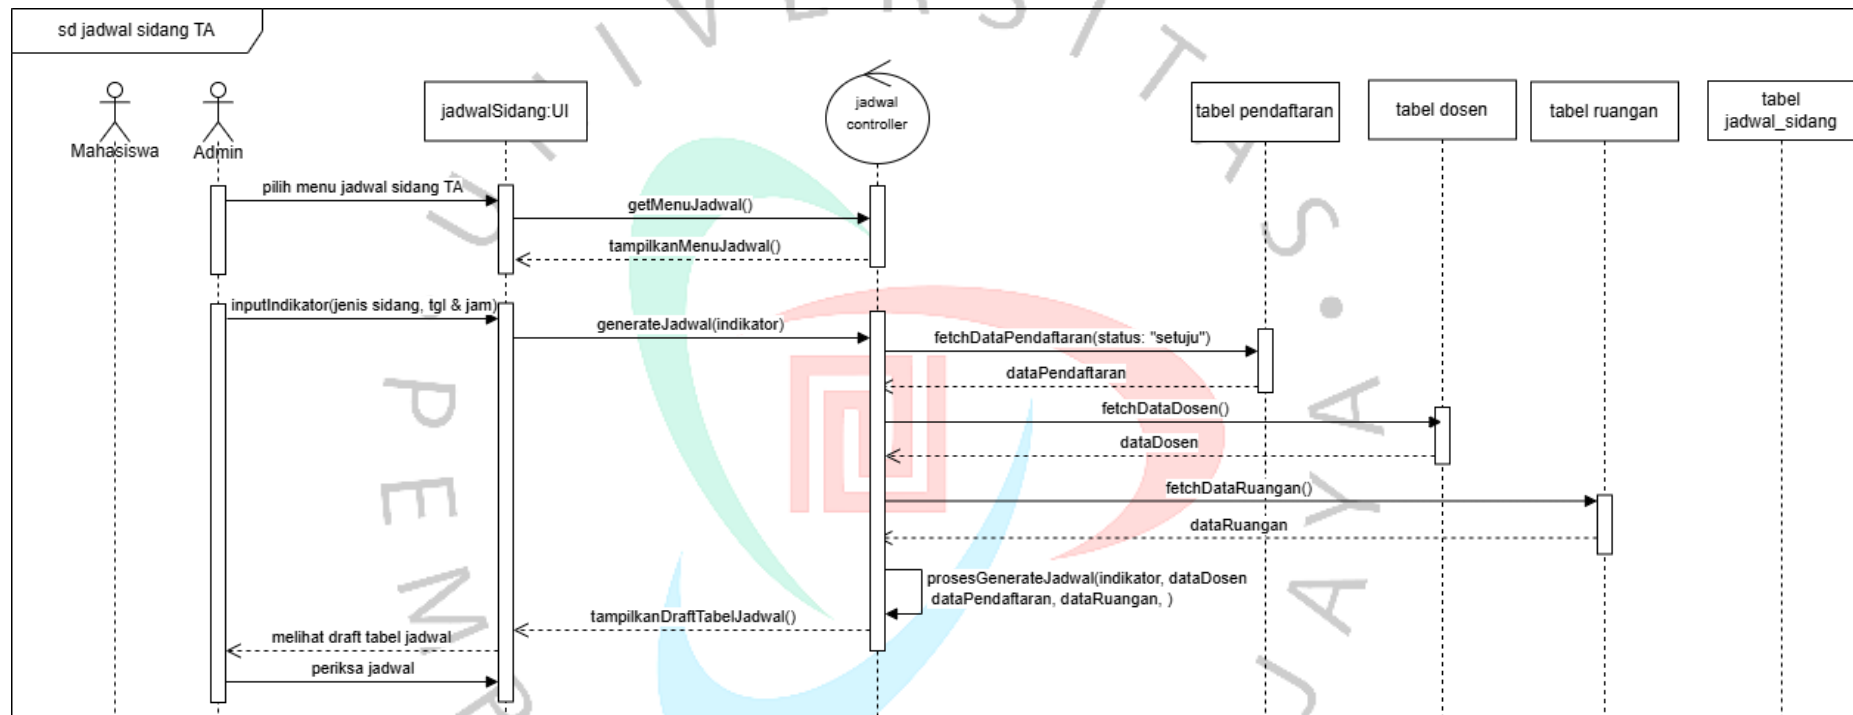 sd jadwal sidang TA
Mahasiswa
Admin
jadwalSidang:UI
jadwal
controller
tabel pendaftaran
tabel dosen
tabel ruangan
tabel
jadwal_sidang
pilih menu jadwal sidang TA
getMenuJadwal()
tampilkanMenuJadwal()
inputIndikator(jenis sidang, tgl & jam)
generateJadwal(indikator)
fetchDataPendaftaran(status: "setuju")
dataPendaftaran
fetchDataDosen()
dataDosen
fetchDataRuangan()
dataRuangan
prosesGenerateJadwal(indikator, dataDosen
dataPendaftaran, dataRuangan, )
tampilkanDraftTabelJadwal()
melihat draft tabel jadwal
periksa jadwal